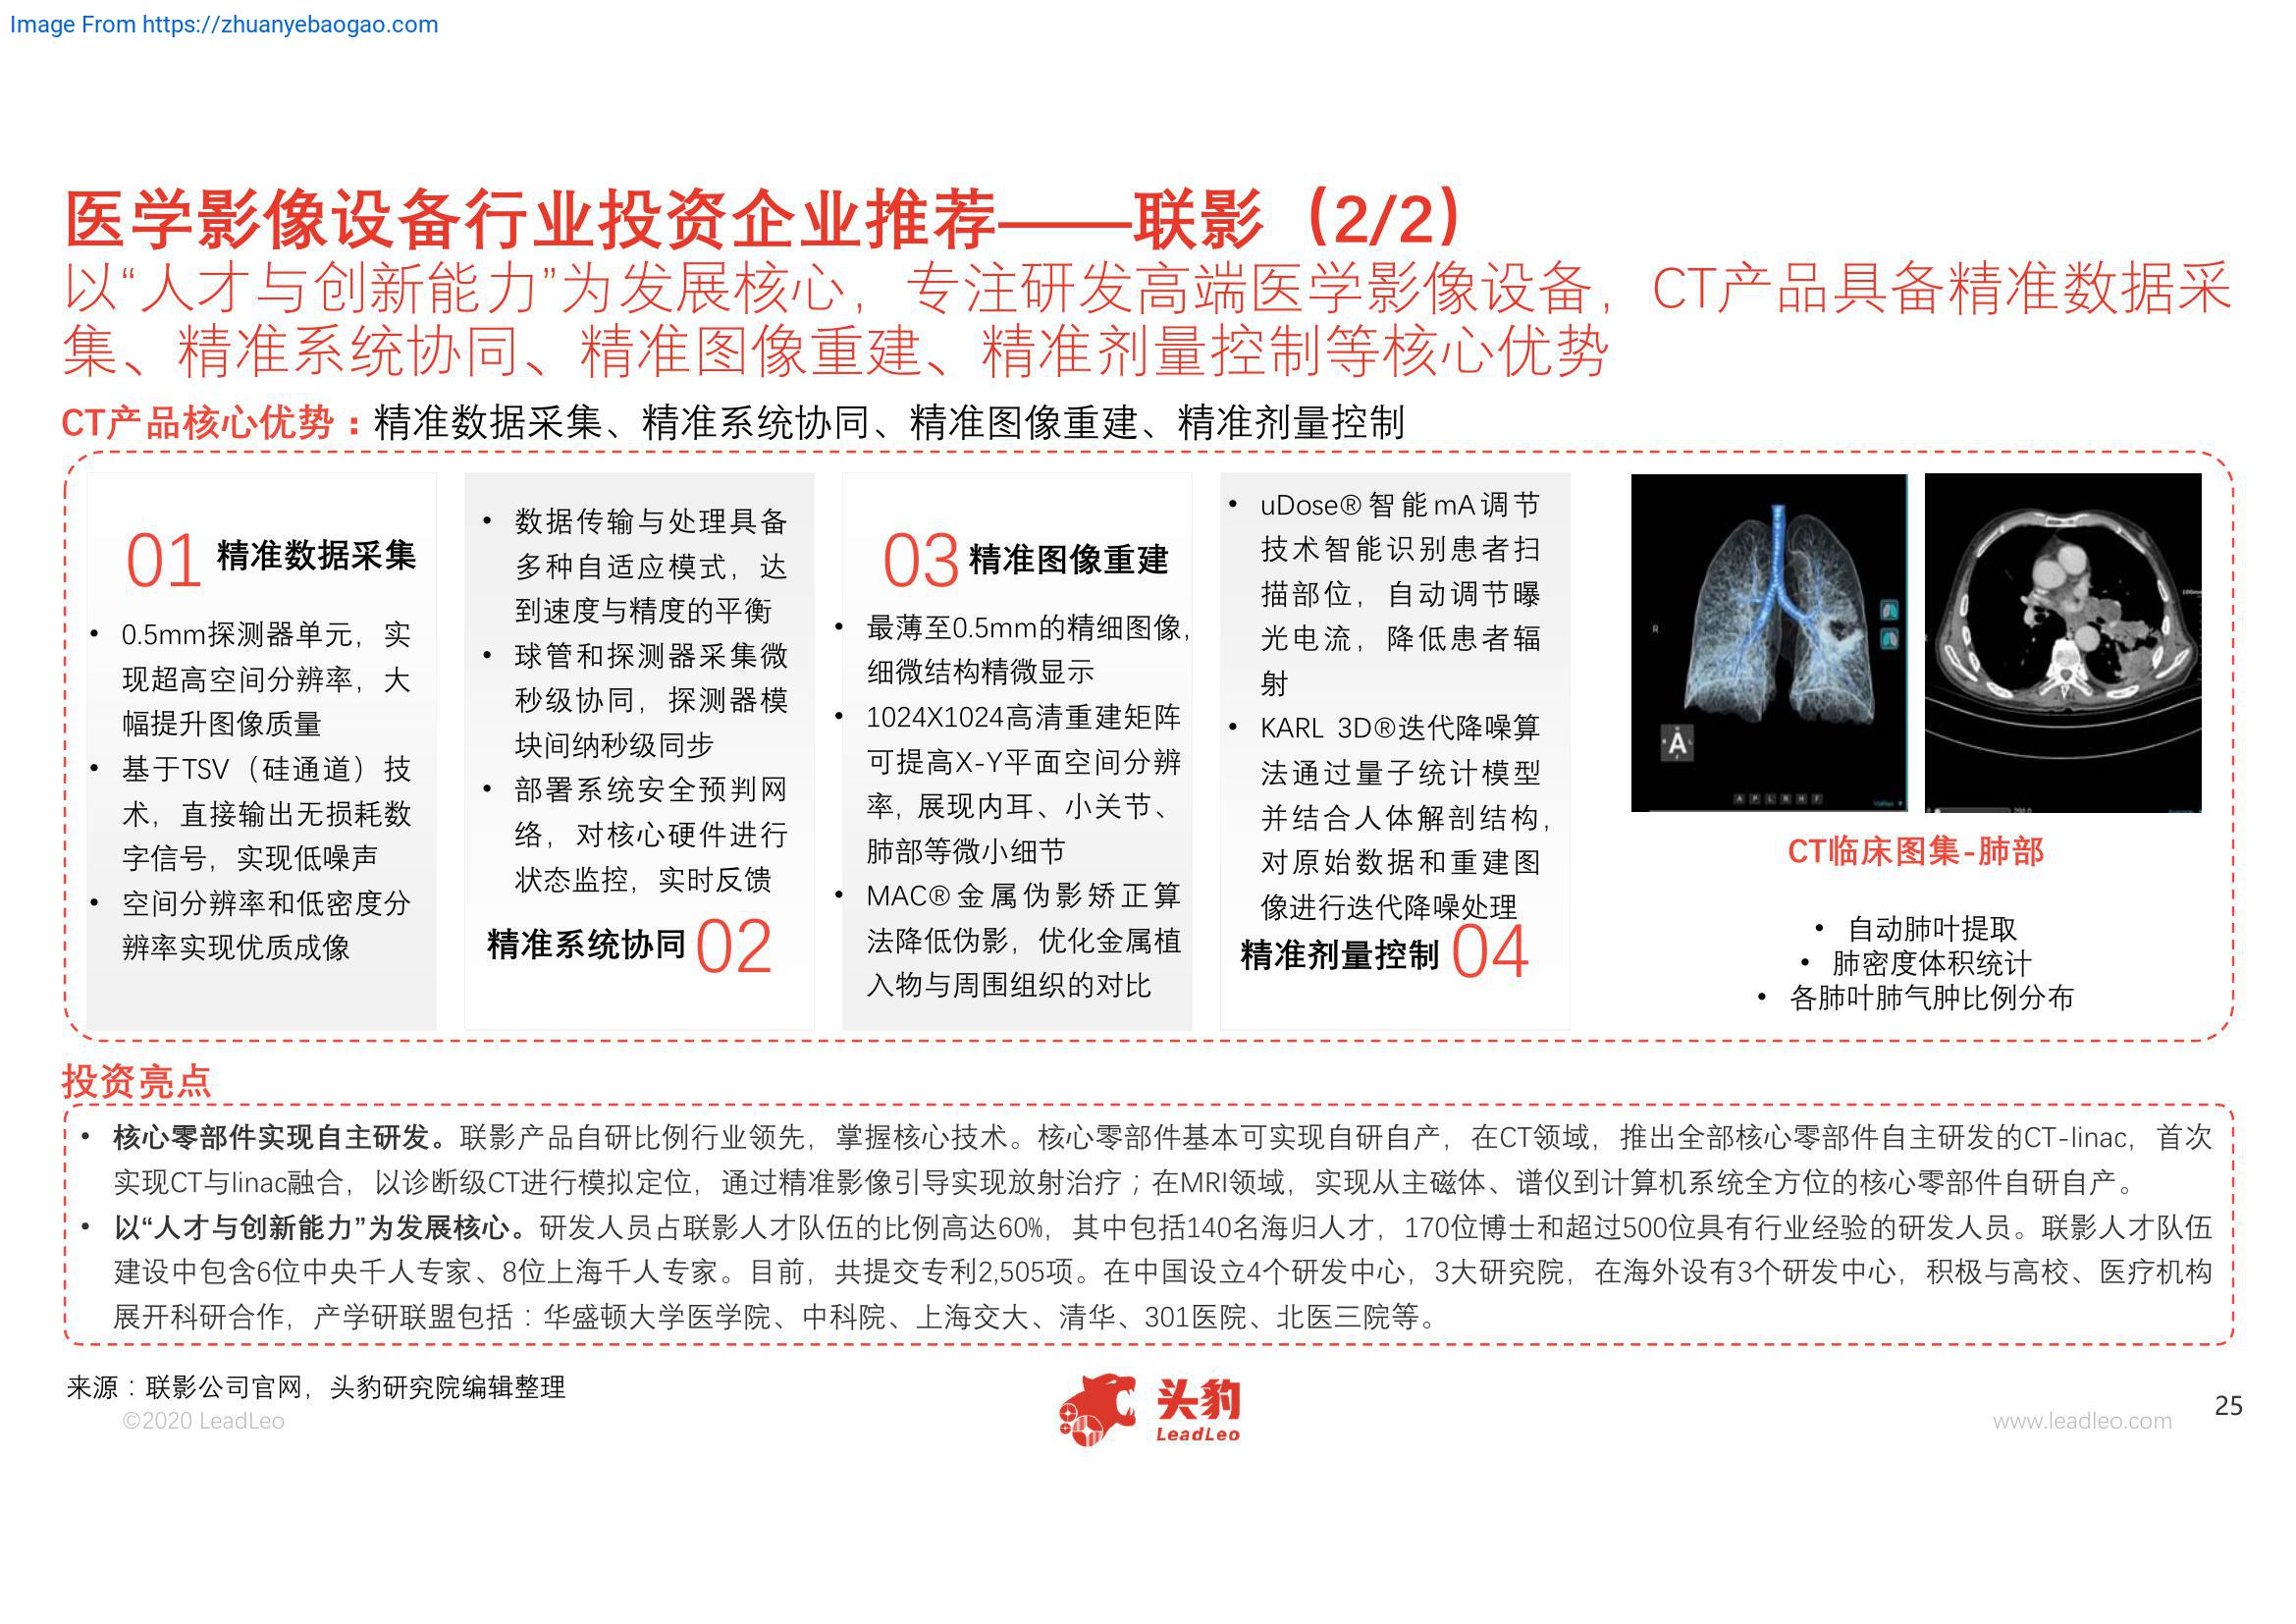 Image From https://zhuanyebaogao.com
医学影像设备行业投资企业推荐——联影（2/2）
以“人才与创新能力”为发展核心，专注研发高端医学影像设备，CT产品具备精准数据采
集、精准系统协同、精准图像重建、精准剂量控制等核心优势
CT产品核心优势：精准数据采集、精准系统协同、精准图像重建、精准剂量控制
01 精准数据采集
• 0.5mm探测器单元，实
现超高空间分辨率，大
幅提升图像质量
• 基于TSV（硅通道）技
术，直接输出无损耗数
字信号，实现低噪声
• 空间分辨率和低密度分
辨率实现优质成像
• 数据传输与处理具备
多种自适应模式，达
到速度与精度的平衡
• 球管和探测器采集微
秒级协同，探测器模
块间纳秒级同步
• 部署系统安全预判网
络，对核心硬件进行
状态监控，实时反馈
精准系统协同 02
03 精准图像重建
• 最薄至0.5mm的精细图像，
细微结构精微显示
• 1024X1024高清重建矩阵
可提高X-Y平面空间分辨
率，展现内耳、小关节、
肺部等微小细节
• MAC®金属伪影矫正算
法降低伪影，优化金属植
入物与周围组织的对比
• uDose®智能mA调节
技术智能识别患者扫
描部位，自动调节曝
光电流，降低患者辐
射
• KARL 3D®迭代降噪算
法通过量子统计模型
并结合人体解剖结构，
对原始数据和重建图
像进行迭代降噪处理
精准剂量控制 04
R
A
A P L R H F
CT临床图集-肺部
• 自动肺叶提取
• 肺密度体积统计
• 各肺叶肺气肿比例分布
投资亮点
• 核心零部件实现自主研发。联影产品自研比例行业领先，掌握核心技术。核心零部件基本可实现自研自产，在CT领域，推出全部核心零部件自主研发的CT-linac，首次
实现CT与linac融合，以诊断级CT进行模拟定位，通过精准影像引导实现放射治疗；在MRI领域，实现从主磁体、谱仪到计算机系统全方位的核心零部件自研自产。
• 以“人才与创新能力”为发展核心。研发人员占联影人才队伍的比例高达60%，其中包括140名海归人才，170位博士和超过500位具有行业经验的研发人员。联影人才队伍
建设中包含6位中央千人专家、8位上海千人专家。目前，共提交专利2,505项。在中国设立4个研发中心，3大研究院，在海外设有3个研发中心，积极与高校、医疗机构
展开科研合作，产学研联盟包括：华盛顿大学医学院、中科院、上海交大、清华、301医院、北医三院等。
来源：联影公司官网，头豹研究院编辑整理
©2020 LeadLeo
头豹
LeadLeo
www.leadleo.com
25